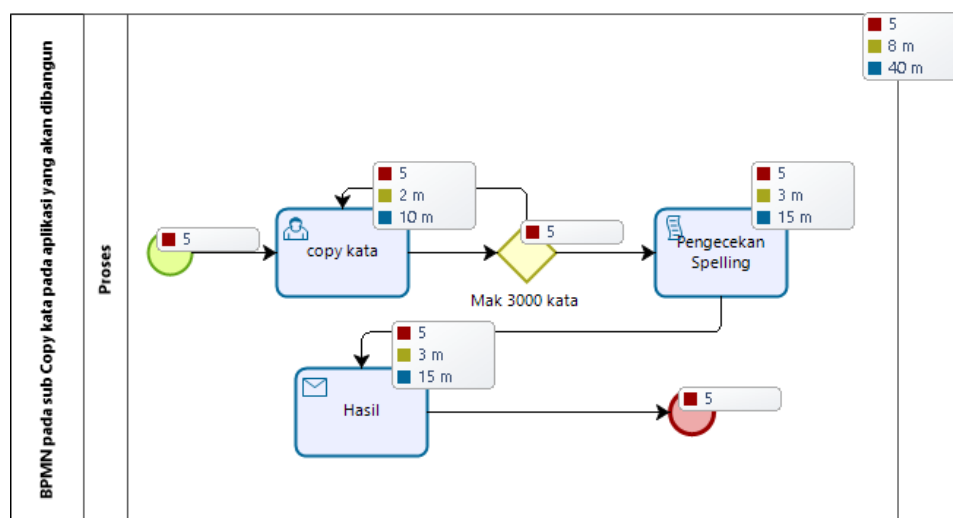 BPMN pada sub Copy kata pada aplikasi yang akan dibangun
Proses
5
8 m
40 m
5
5
2 m
10 m
copy kata
5
Mak 3000 kata
5
3 m
15 m
Pengecekan
Spelling
5
3 m
15 m
Hasil
5